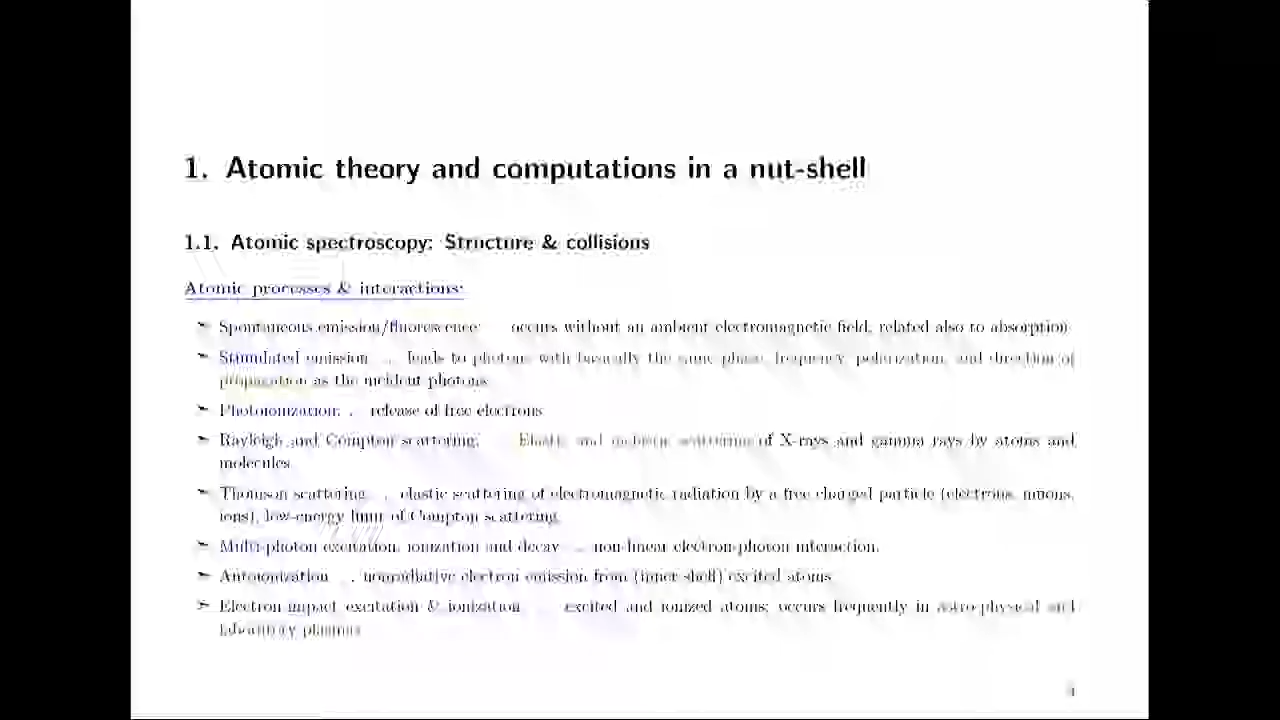 1. Atomic theory and computations in a nut-shell
1.1. Atomic spectroscopy: Structure & collisions
Atomic processes & interactions:
➢ Spontaneous emission/fluorescence: ... occurs without an ambient electromagnetic field, related also to absorption
➢ Stimulated emission ... leads to photons with basically the same phase, frequency, polarization, and direction of
propagation as the incident photons
➢ Photoionization: ... release of free electrons
➢ Rayleigh and Compton scattering: ... Elastic and inelastic scattering of X-rays and gamma rays by atoms and
molecules
➢ Thomson scattering ... elastic scattering of electromagnetic radiation by a free charged particle (electrons, muons,
ions), low-energy limit of Compton scattering
➢ Multi-photon excitation, ionization and decay ... non-linear electron-photon interaction.
➢ Autoionization ... nonradiative electron emission from (inner-shell) excited atoms
➢ Electron-impact excitation & ionization ... excited and ionized atoms; occurs frequently in astro-physical and
laboratory plasmas